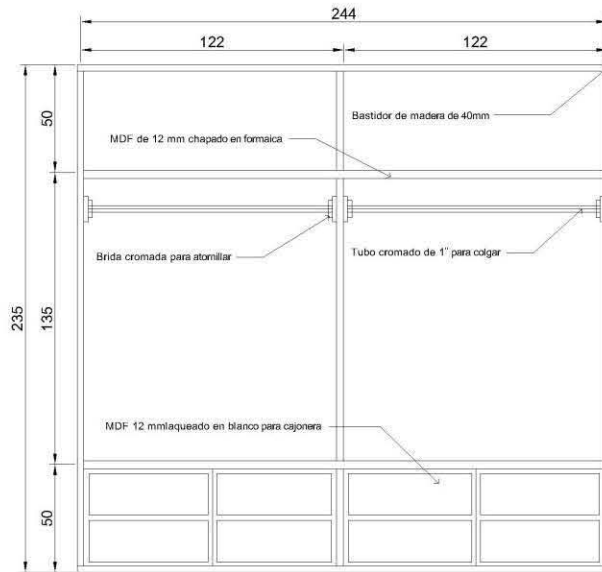 244
122 122
50
Bastidor de madera de 40mm
MDF de 12 mm chapado en formaica
Brida cromada para atornillar
Tubo cromado de 1" para colgar
235
135
MDF 12 mmlaqueado en blanco para cajonera
50